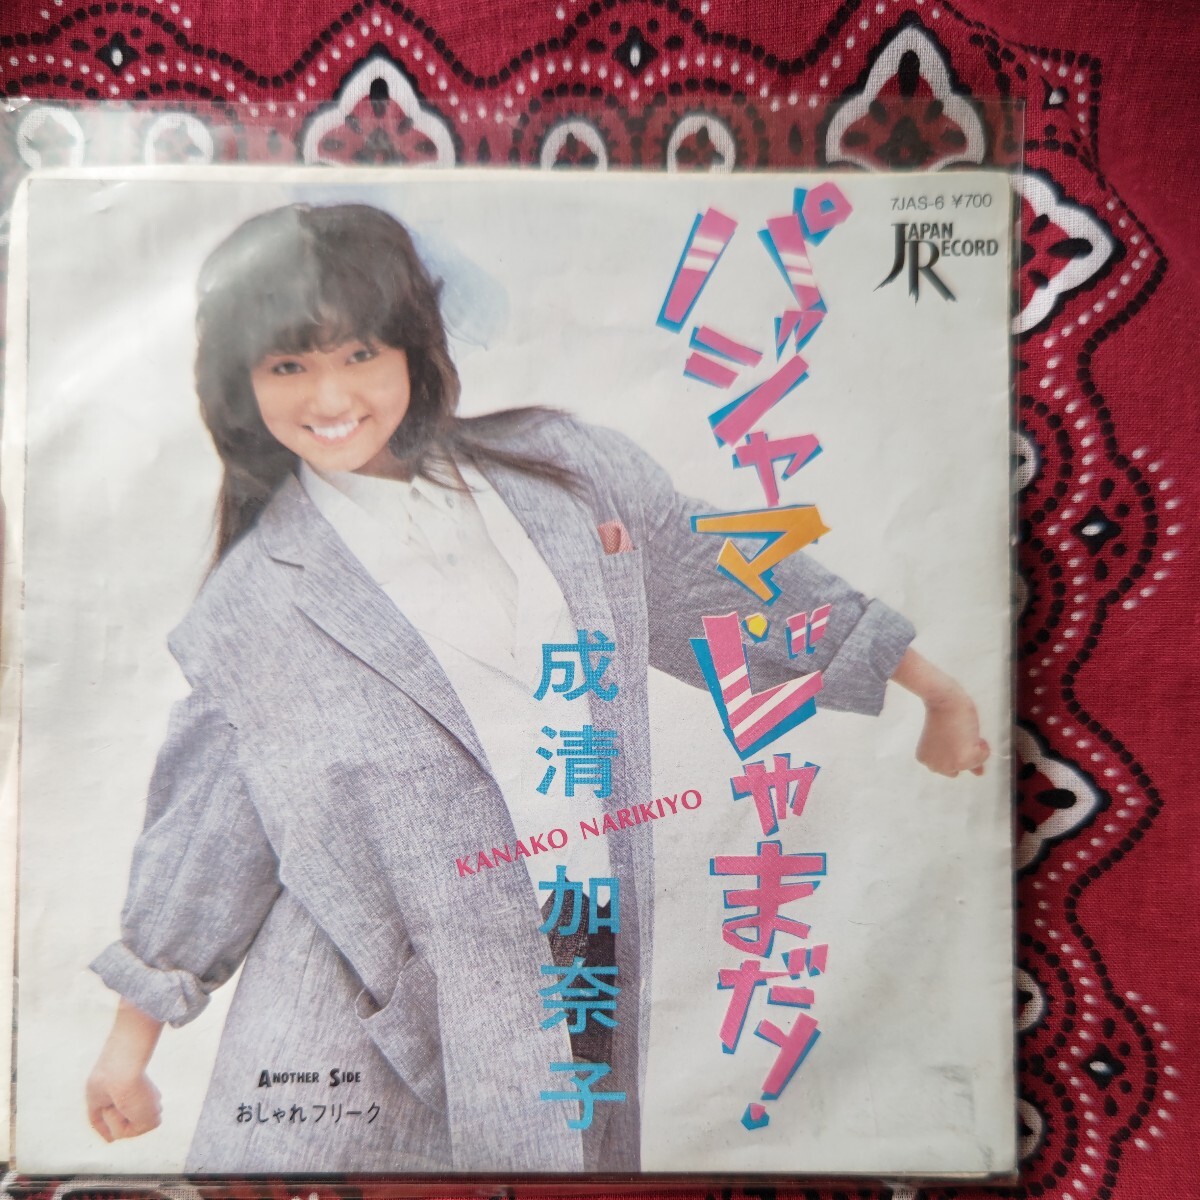 7JAS-6 ¥700
JAPAN RECORD
JR
パジャマじゃまだ!
成清加奈子
KANAKO NARIKIYO
ANOTHER SIDE
おしゃれフリーク